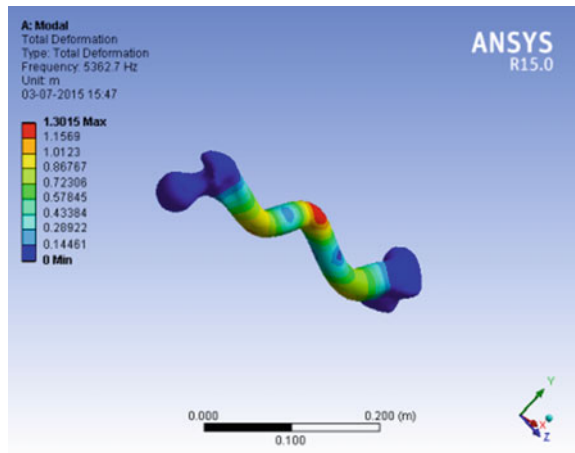 A: Modal
Total Deformation
Type: Total Deformation
Frequency: 5362.7 Hz
Unit: m
03-07-2015 15:47
ANSYS
R15.0
1.3015 Max
1.1569
1.0123
0.86767
0.72306
0.57845
0.43384
0.28922
0.14461
0 Min
0.000
0.200 (m)
0.100
Y
X
Z